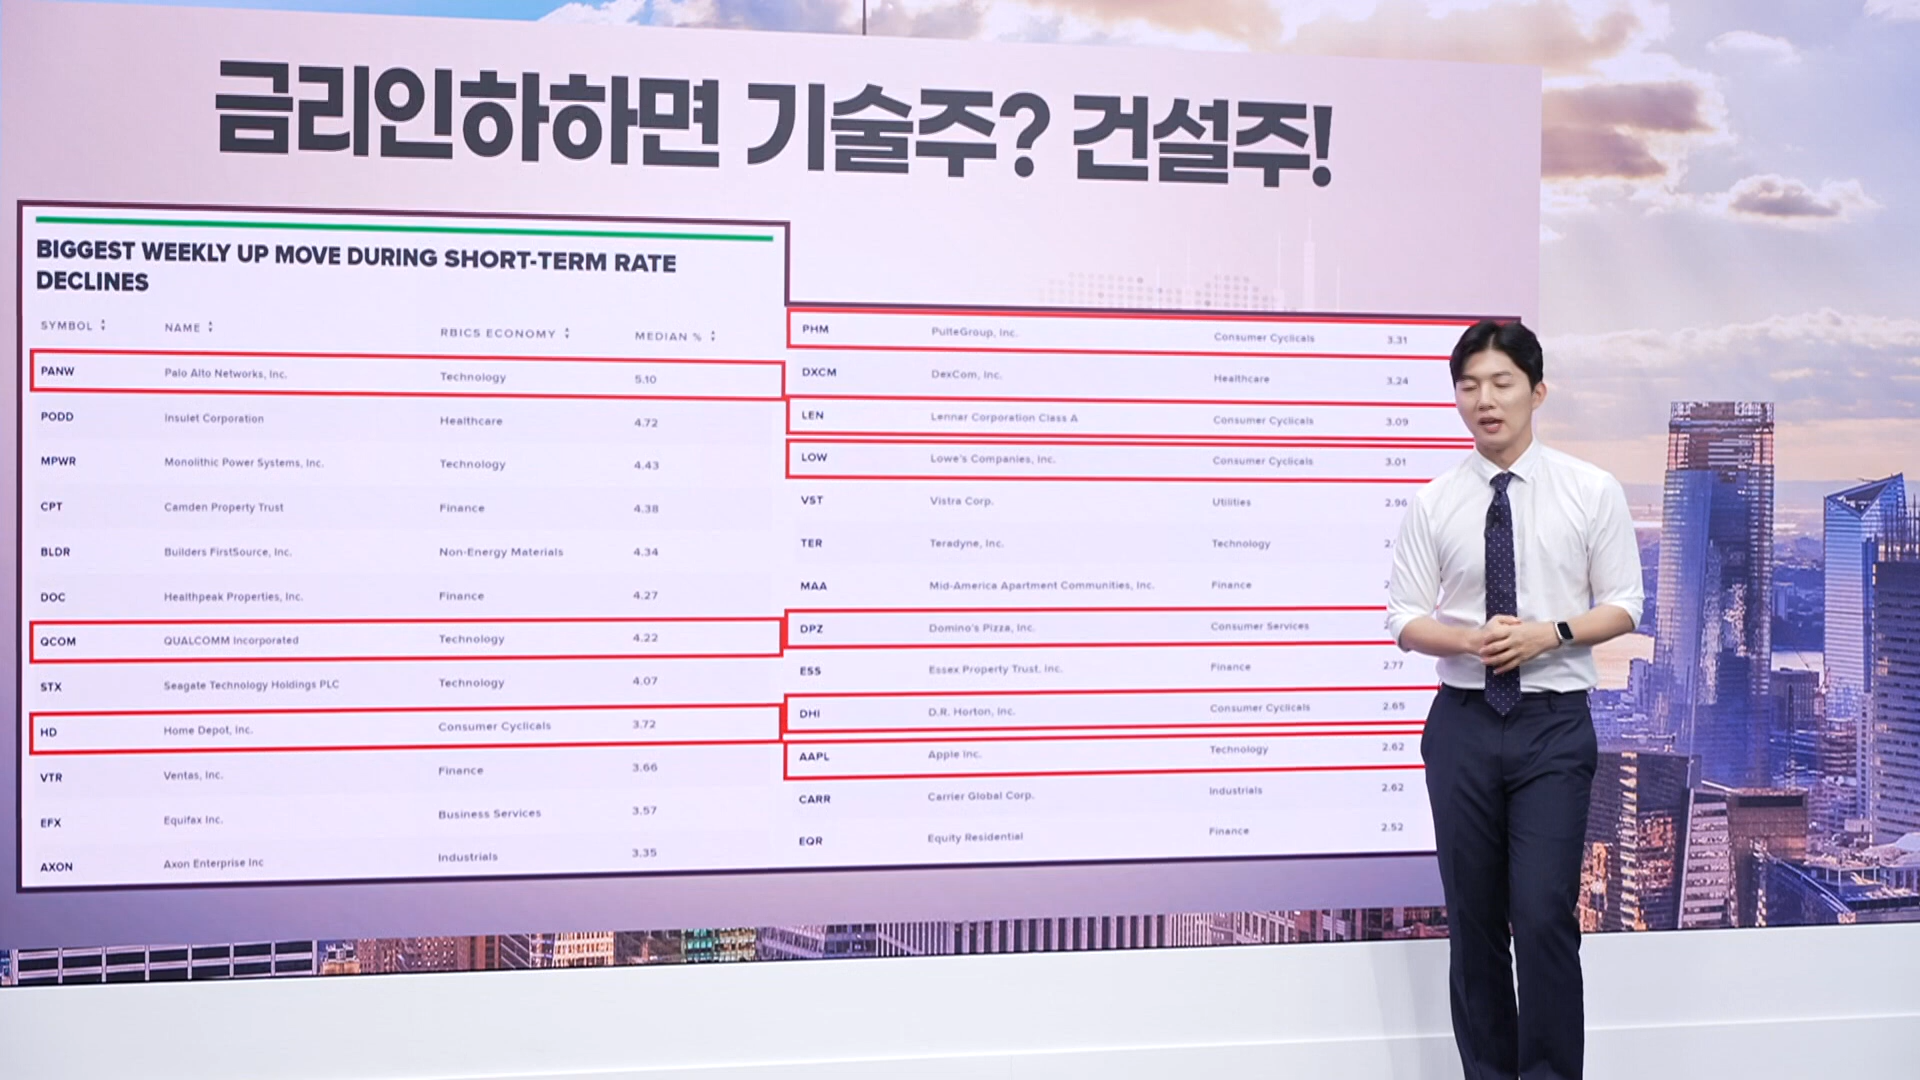 금리인하하면 기술주? 건설주!
BIGGEST WEEKLY UP MOVE DURING SHORT-TERM RATE
DECLINES
SYMBOL NAME RBICS ECONOMY MEDIAN %
PANW Palo Alto Networks, Inc. Technology 5.10
PODD Insulet Corporation Healthcare 4.72
MPWR Monolithic Power Systems, Inc. Technology 4.43
CPT Camden Property Trust Finance 4.38
BLDR Builders FirstSource, Inc. Non-Energy Materials 4.34
DOC Healthpeak Properties, Inc. Finance 4.27
QCOM QUALCOMM Incorporated Technology 4.22
STX Seagate Technology Holdings PLC Technology 4.07
HD Home Depot, Inc. Consumer Cyclicals 3.72
VTR Ventas, Inc. Finance 3.66
EFX Equifax Inc. Business Services 3.57
AXON Axon Enterprise Inc Industrials 3.35
PHM PulteGroup, Inc. Consumer Cyclicals 3.31
DXCM DexCom, Inc. Healthcare 3.24
LEN Lennar Corporation Class A Consumer Cyclicals 3.09
LOW Lowe's Companies, Inc. Consumer Cyclicals 3.01
VST Vistra Corp. Utilities 2.96
TER Teradyne, Inc. Technology
MAA Mid-America Apartment Communities, Inc. Finance
DPZ Domino's Pizza, Inc. Consumer Services
ESS Essex Property Trust, Inc. Finance 2.77
DHI D.R. Horton, Inc. Consumer Cyclicals 2.65
AAPL Apple Inc. Technology 2.62
CARR Carrier Global Corp. Industrials 2.62
EQR Equity Residential Finance 2.52